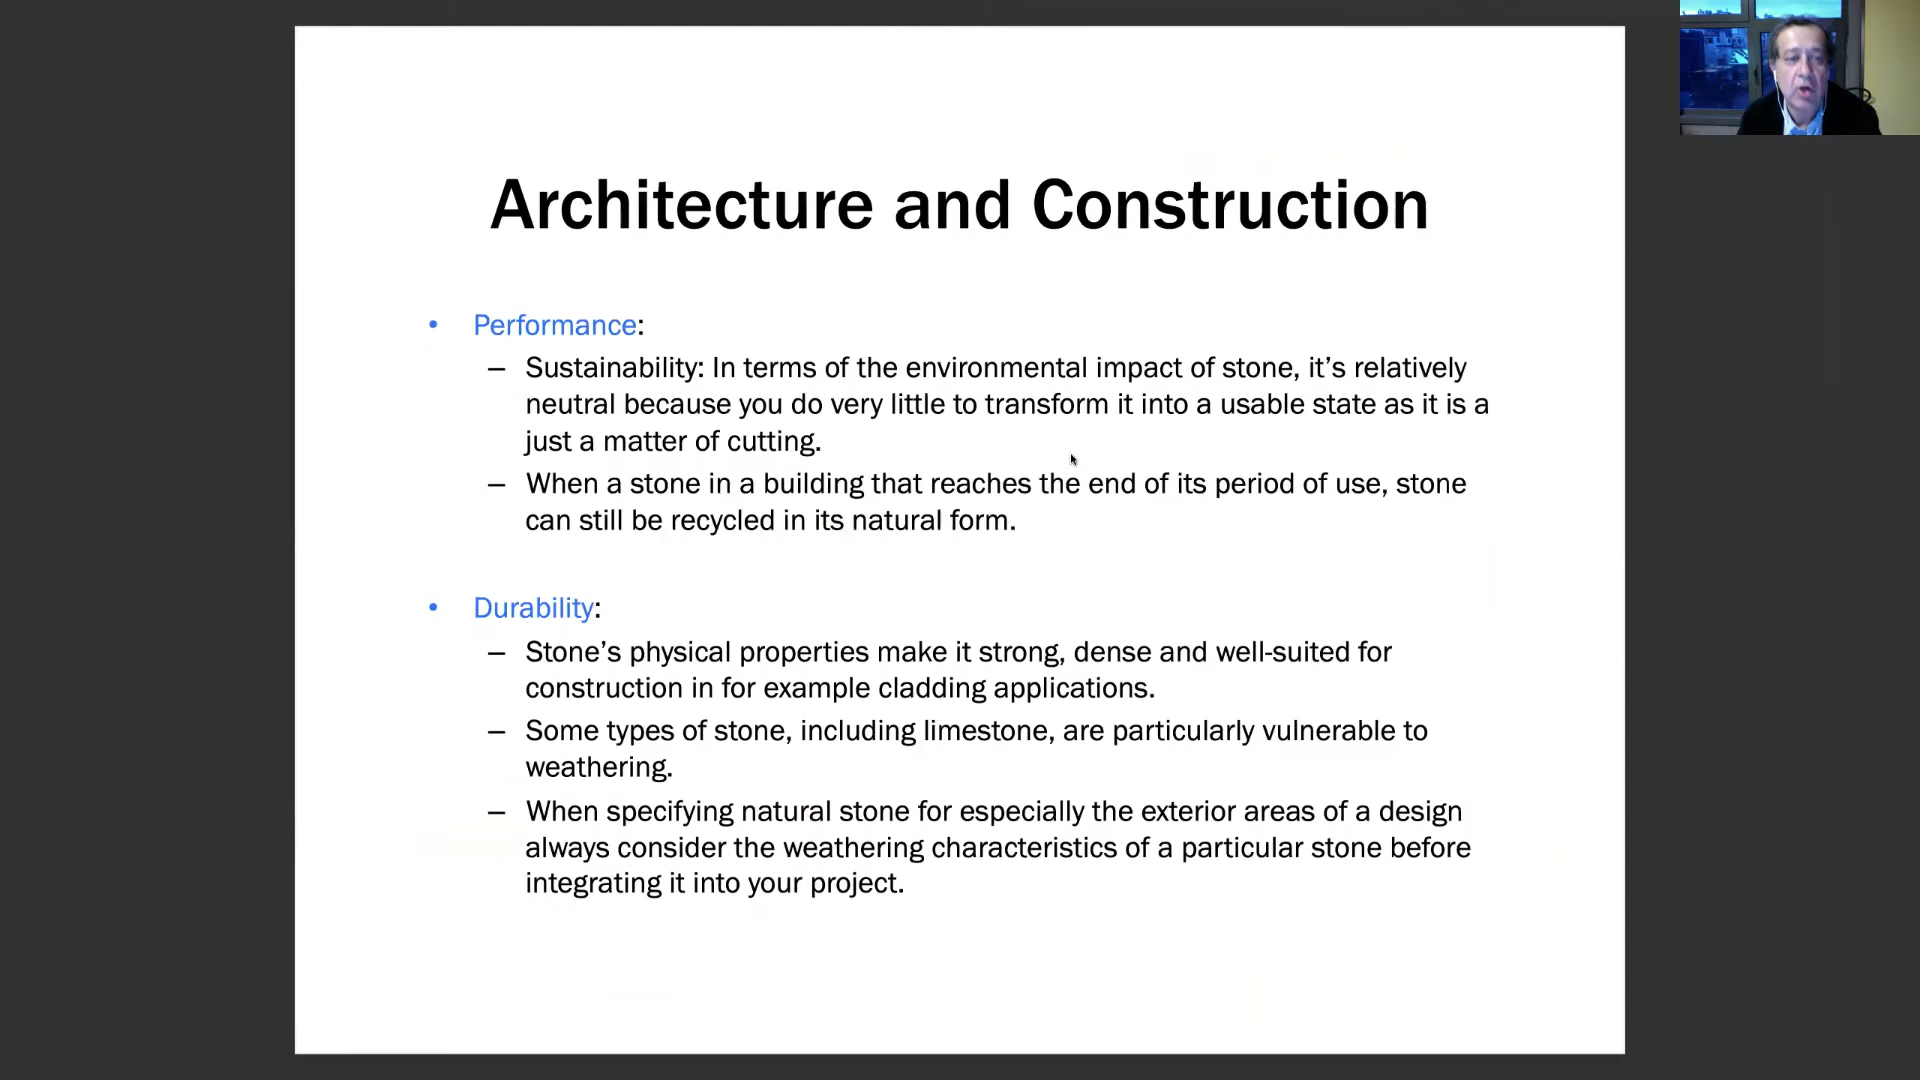 Architecture and Construction
• Performance:
– Sustainability: In terms of the environmental impact of stone, it’s relatively
neutral because you do very little to transform it into a usable state as it is a
just a matter of cutting.
– When a stone in a building that reaches the end of its period of use, stone
can still be recycled in its natural form.
• Durability:
– Stone’s physical properties make it strong, dense and well-suited for
construction in for example cladding applications.
– Some types of stone, including limestone, are particularly vulnerable to
weathering.
– When specifying natural stone for especially the exterior areas of a design
always consider the weathering characteristics of a particular stone before
integrating it into your project.